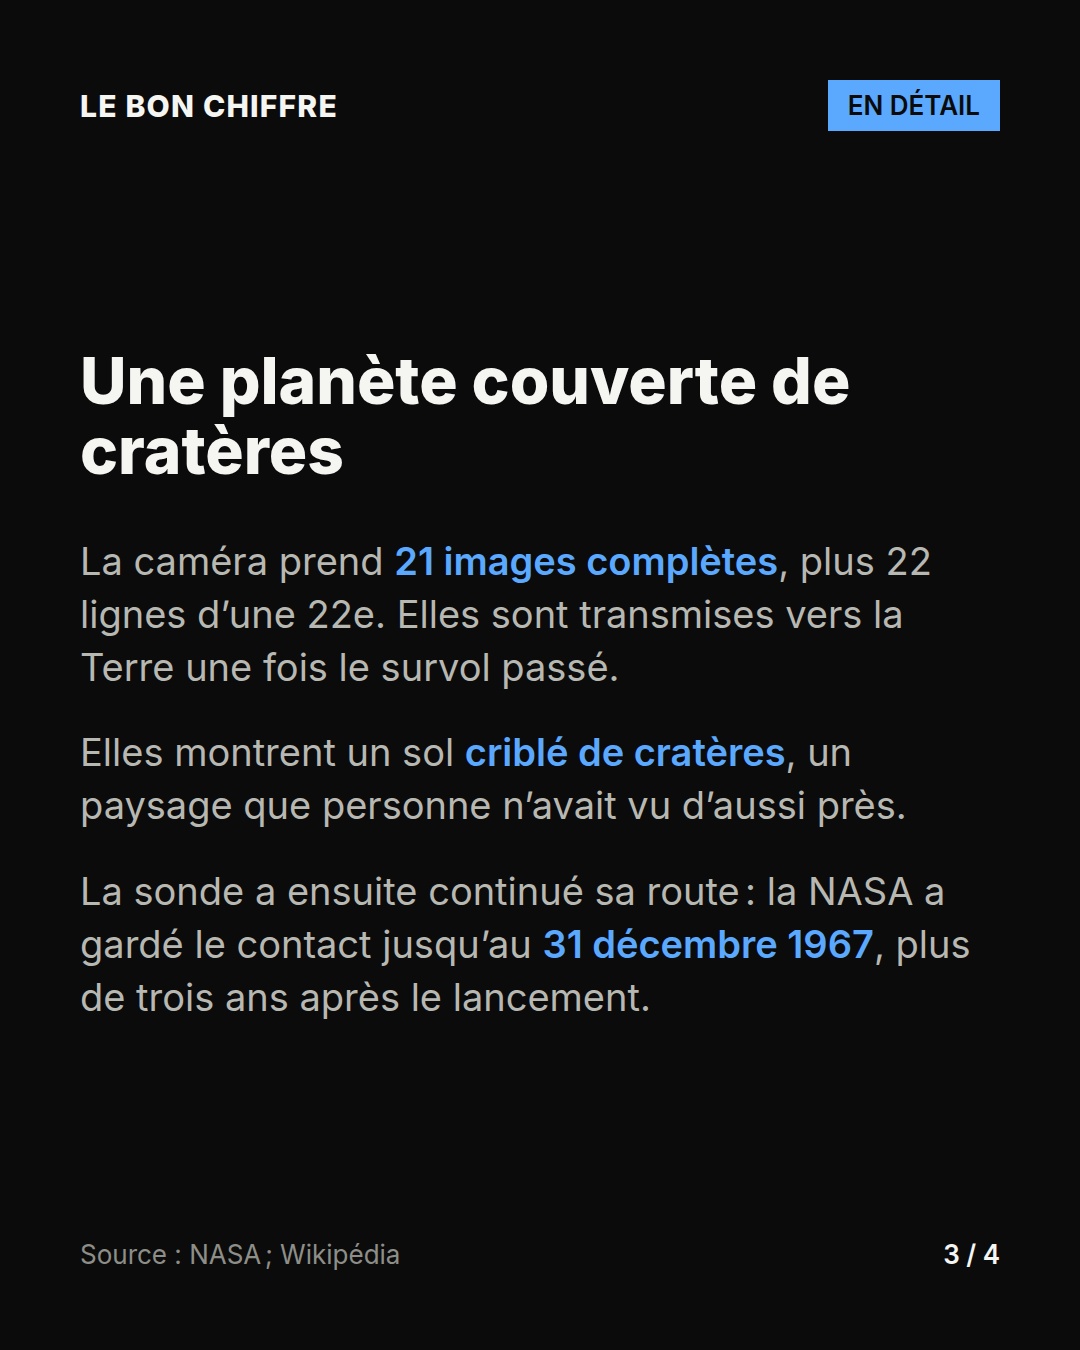 LE BON CHIFFRE
EN DÉTAIL
Une planète couverte de
cratères
La caméra prend 21 images complètes, plus 22
lignes d’une 22e. Elles sont transmises vers la
Terre une fois le survol passé.
Elles montrent un sol criblé de cratères, un
paysage que personne n’avait vu d’aussi près.
La sonde a ensuite continué sa route : la NASA a
gardé le contact jusqu’au 31 décembre 1967, plus
de trois ans après le lancement.
Source : NASA ; Wikipédia
3 / 4